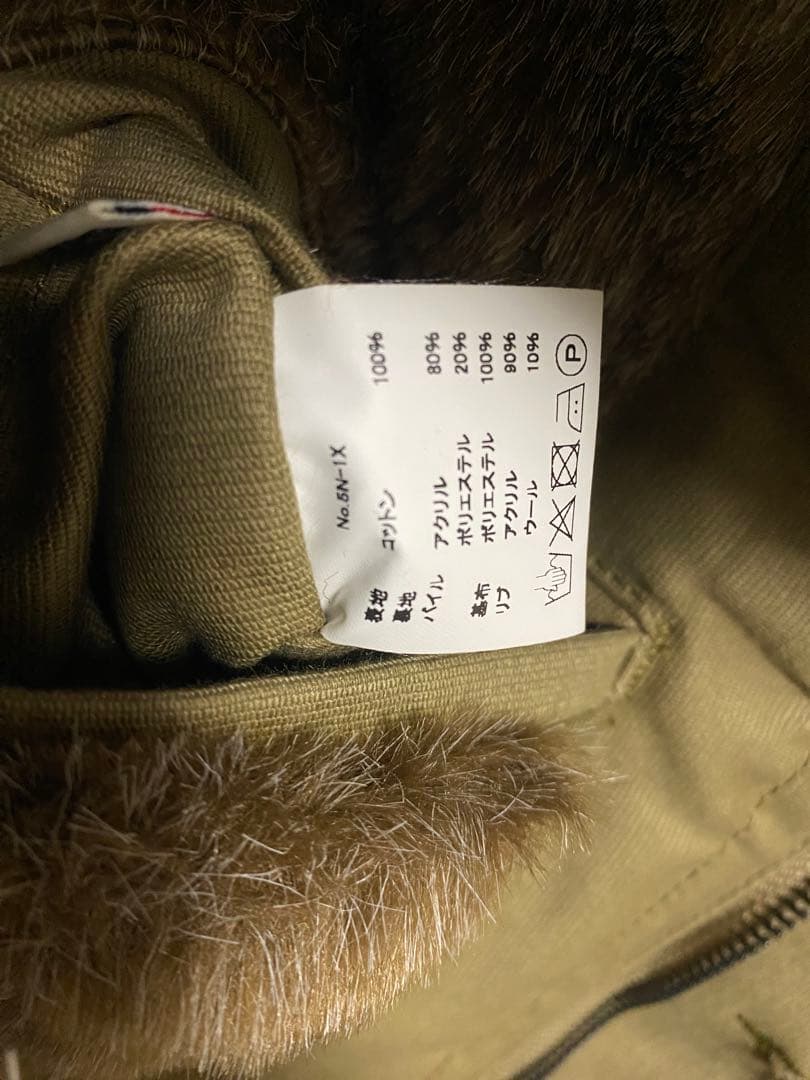 No.5N-1X
表地 コットン 100%
裏地
パイル アクリル 80%
ポリエステル 20%
基布 ポリエステル 100%
リブ アクリル 90%
ウール 10%
P